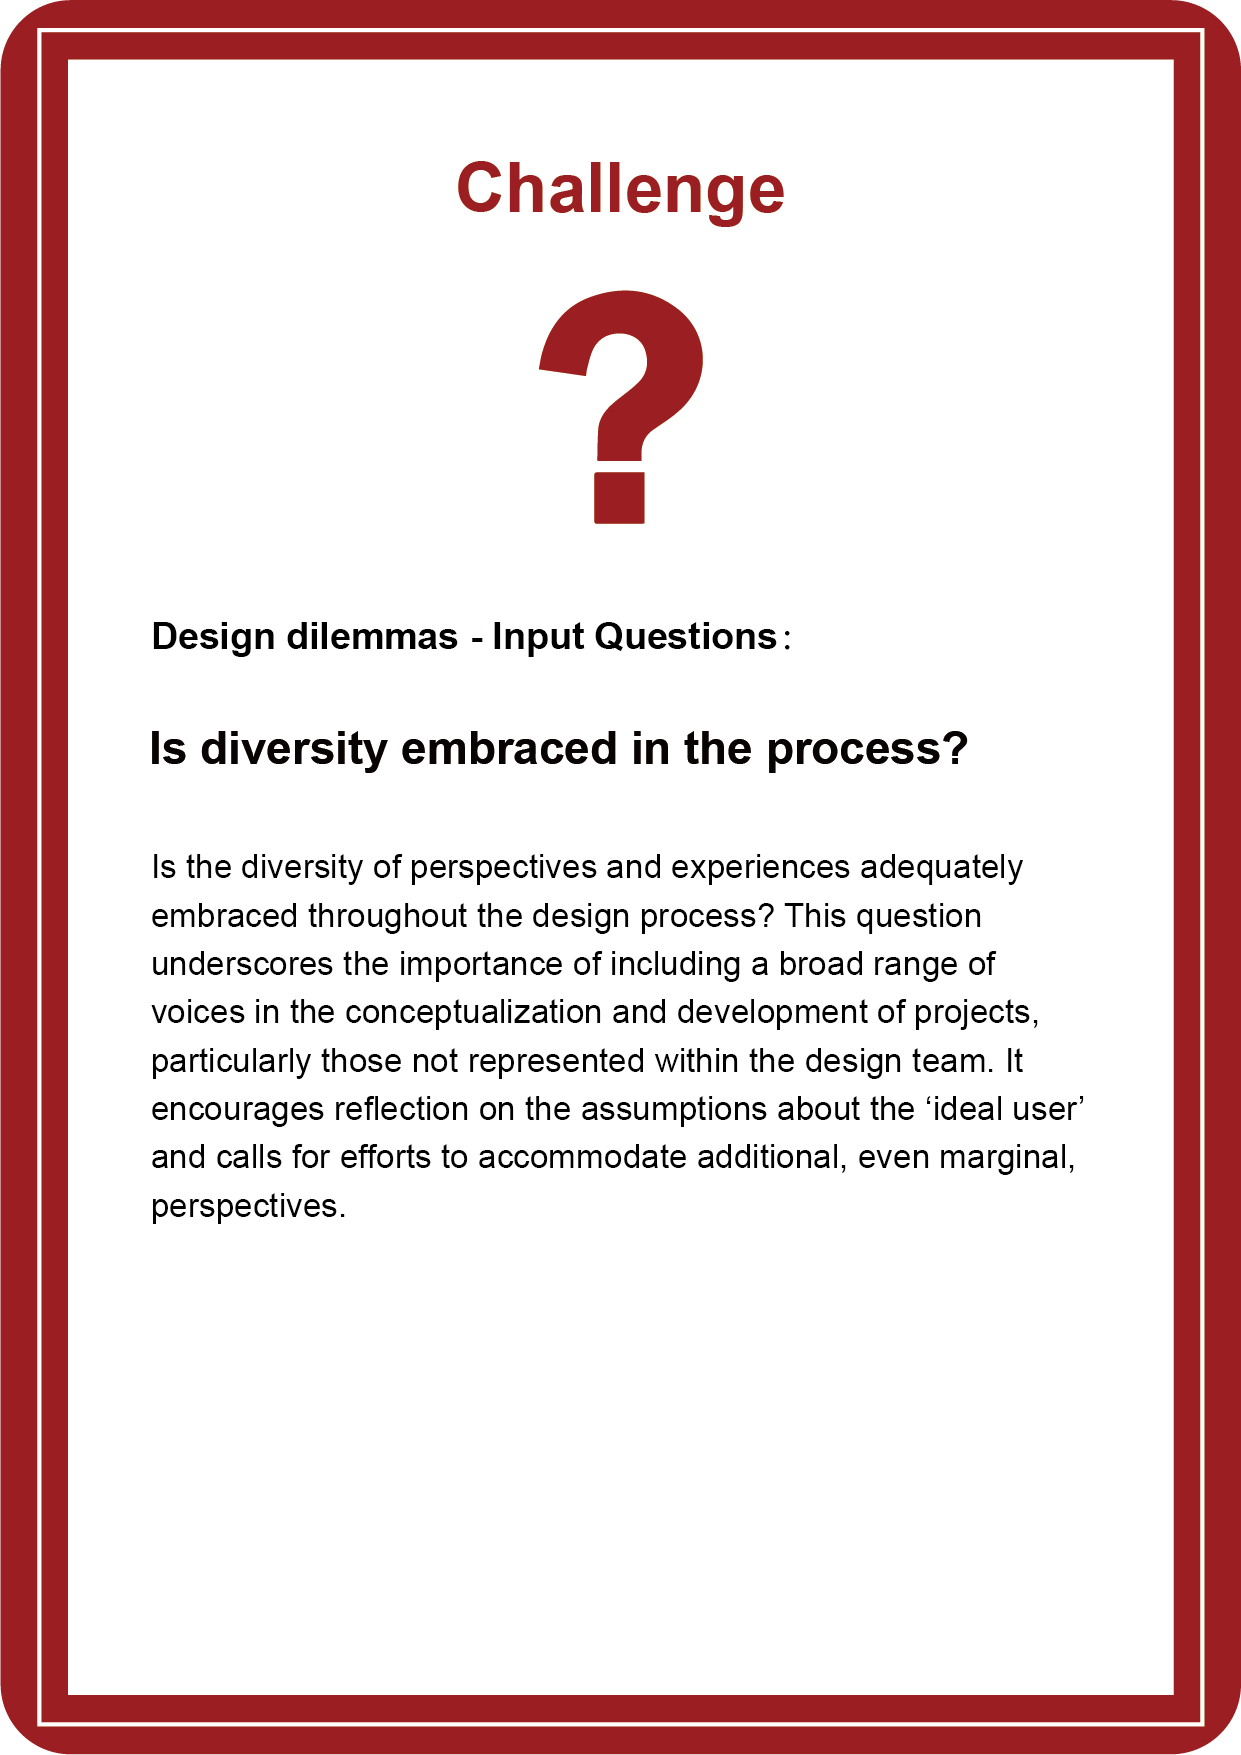 Challenge
?
Design dilemmas - Input Questions:
Is diversity embraced in the process?
Is the diversity of perspectives and experiences adequately
embraced throughout the design process? This question
underscores the importance of including a broad range of
voices in the conceptualization and development of projects,
particularly those not represented within the design team. It
encourages reflection on the assumptions about the ‘ideal user’
and calls for efforts to accommodate additional, even marginal,
perspectives.